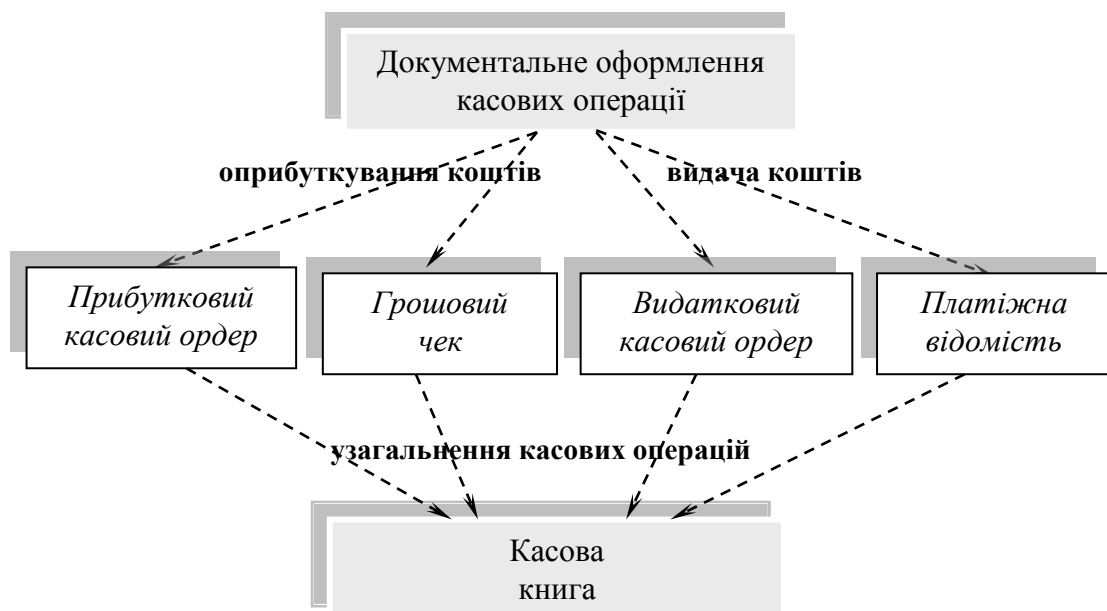 Документальне оформлення
касових операції
оприбуткування коштів
видача коштів
Прибутковий
касовий ордер
Грошовий
чек
Видатковий
касовий ордер
Платіжна
відомість
узагальнення касових операцій
Касова
книга